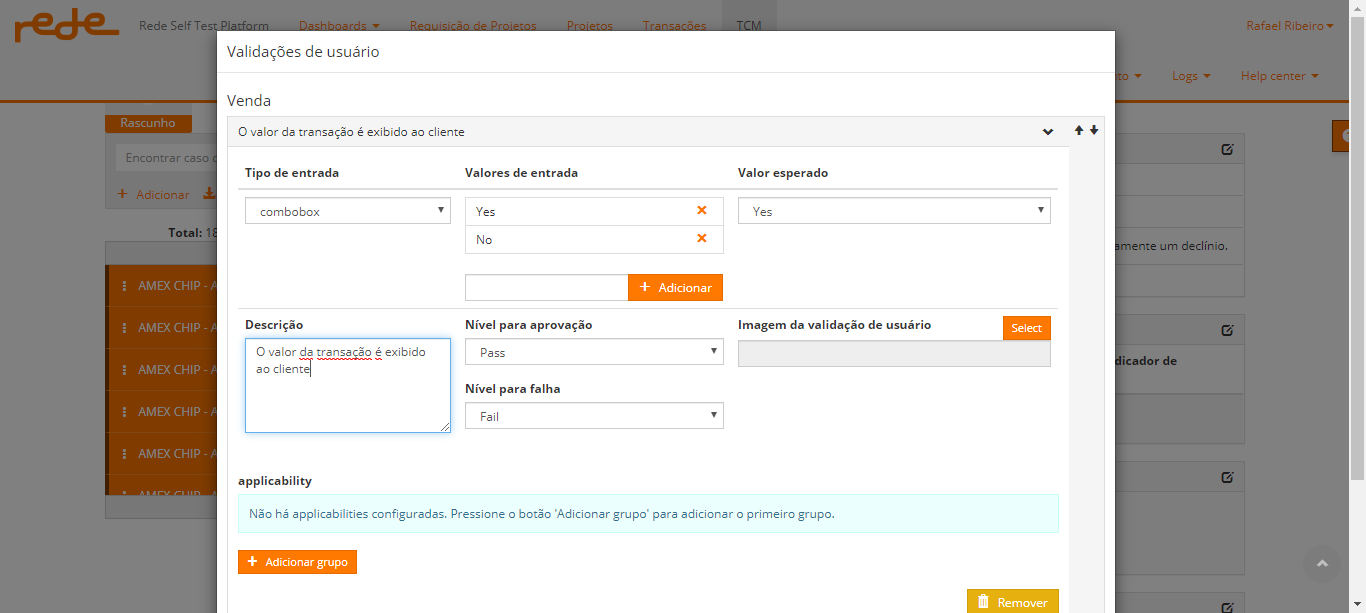 rede Rede Self Test Platform Dashboards Requisição de Projetos Projetos Transações TCM Rafael Ribeiro
Validações de usuário
Logs Help center
Venda
Rascunho
O valor da transação é exibido ao cliente
Encontrar caso
Tipo de entrada Valores de entrada Valor esperado
+ Adicionar
combobox Yes Yes
Total: 18
No
amente um declínio.
AMEX CHIP - A
+ Adicionar
AMEX CHIP - A
Descrição Nível para aprovação Imagem da validação de usuário Select
O valor da transação é exibido
ao cliente
Pass
dicador de
AMEX CHIP - A
Nível para falha
AMEX CHIP - A
Fail
AMEX CHIP - A
applicability
AMEX CHIP - A
Não há applicabilities configuradas. Pressione o botão 'Adicionar grupo' para adicionar o primeiro grupo.
+ Adicionar grupo
Remover